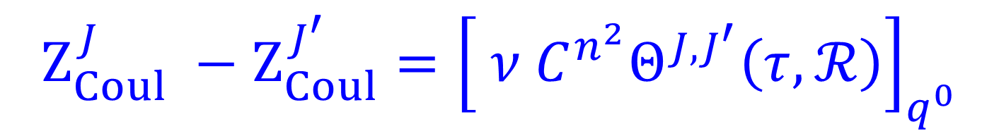 Z^J_Coul − Z^{J′}_Coul = [ν C^{n²} Θ^{J,J′}(τ,ℛ)]_{q⁰}